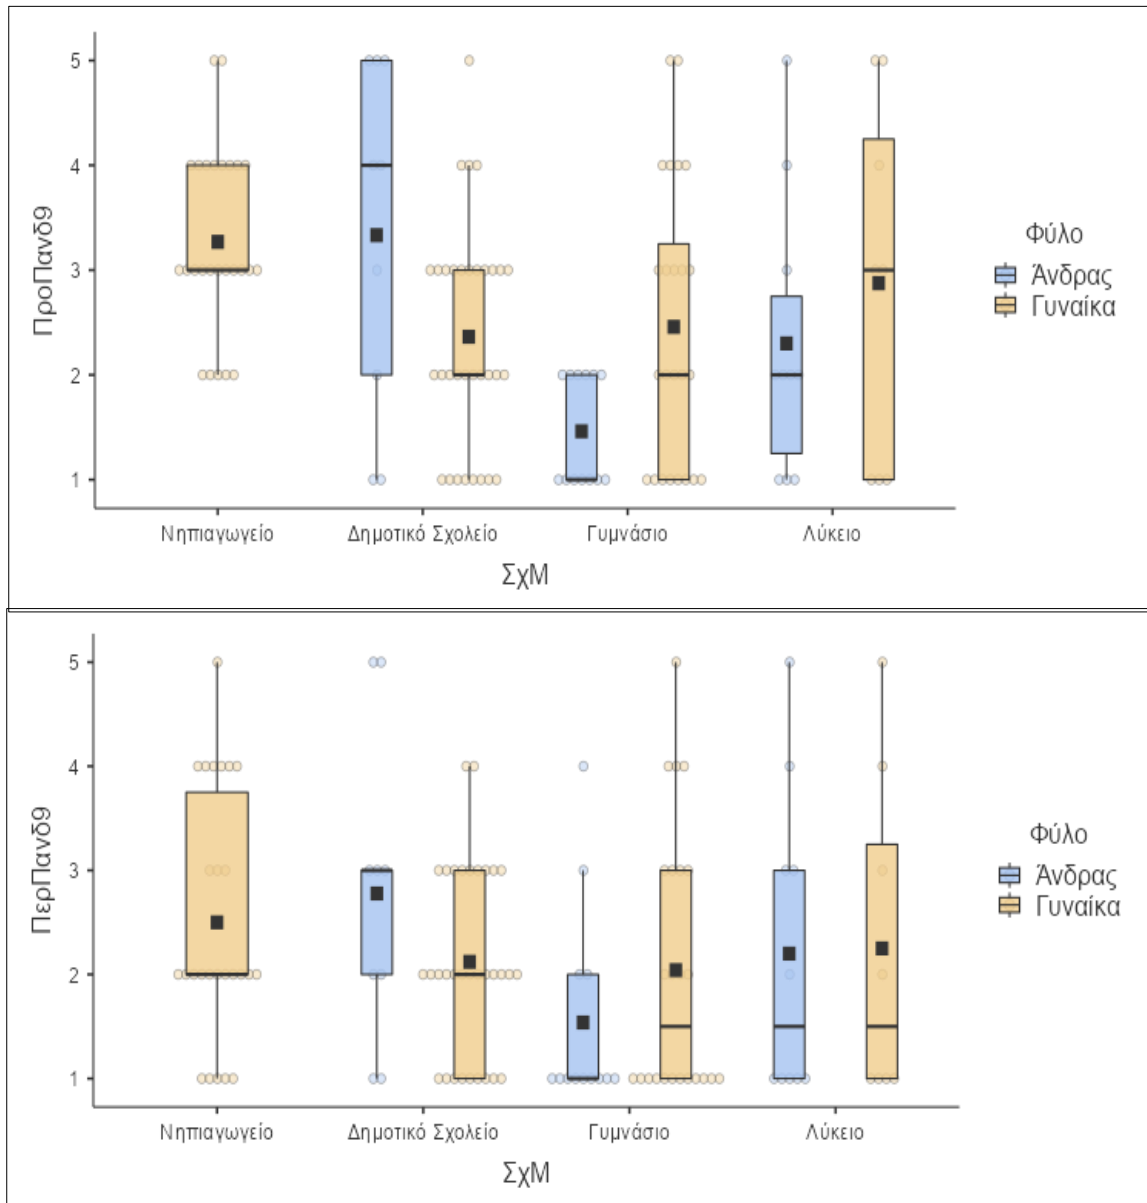 5
4
3
2
1
ΠροΠανδ9
Νηπιαγωγείο Δημοτικό Σχολείο Γυμνάσιο Λύκειο
ΣχΜ
Φύλο
Άνδρας
Γυναίκα
5
4
3
2
1
ΠερΠανδ9
Νηπιαγωγείο Δημοτικό Σχολείο Γυμνάσιο Λύκειο
ΣχΜ
Φύλο
Άνδρας
Γυναίκα